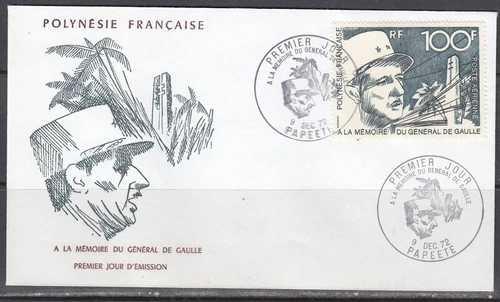 POLYNÉSIE FRANÇAISE
A LA MÉMOIRE DU GÉNÉRAL DE GAULLE
PREMIER JOUR D'EMISSION
PREMIER JOUR
A LA MÉMOIRE DU GÉNÉRAL DE
9 DEC. 72
PAPEETE
POLYNÉSIE FRANÇAISE
RF 100F
POSTE AÉRIENNE
A LA MÉMOIRE DU GÉNÉRAL DE GAULLE
PREMIER JOUR
A LA MÉMOIRE DU GÉNÉRAL DE GAULLE
9 DEC. 72
PAPEETE